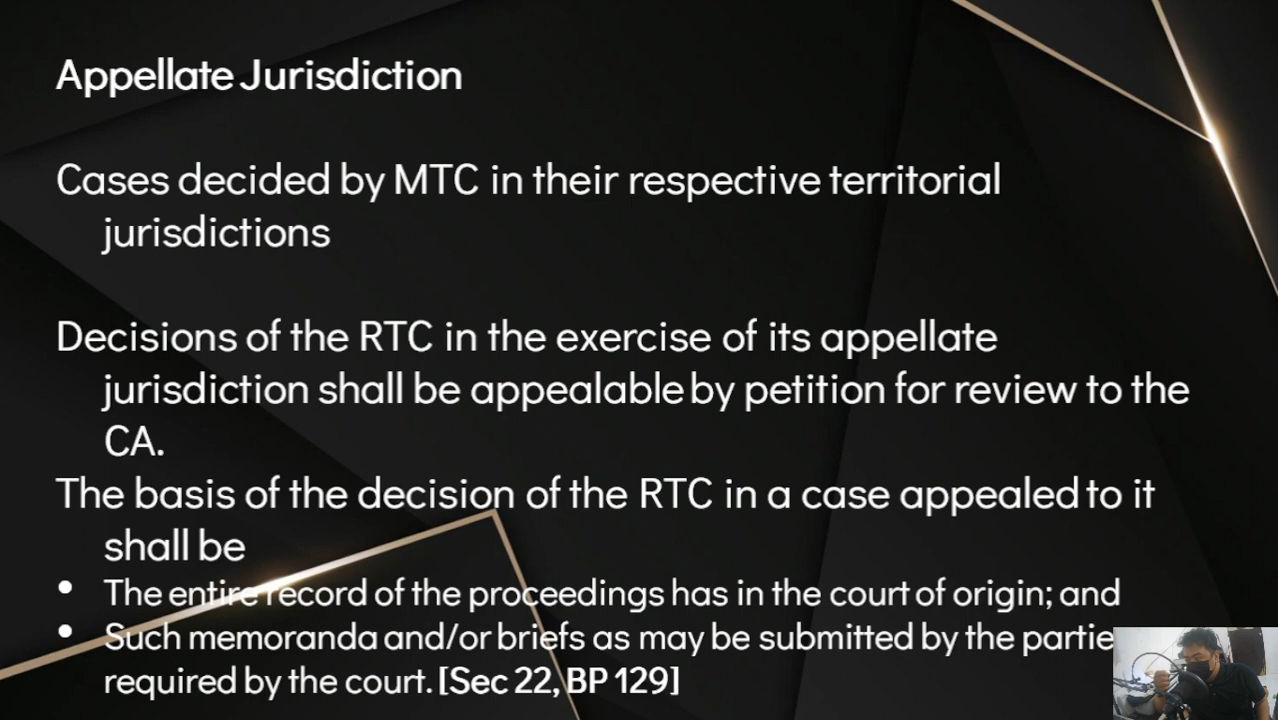 Appellate Jurisdiction
Cases decided by MTC in their respective territorial
jurisdictions
Decisions of the RTC in the exercise of its appellate
jurisdiction shall be appealable by petition for review to the
CA.
The basis of the decision of the RTC in a case appealed to it
shall be
• The entire record of the proceedings has in the court of origin; and
• Such memoranda and/or briefs as may be submitted by the partie
required by the court. [Sec 22, BP 129]